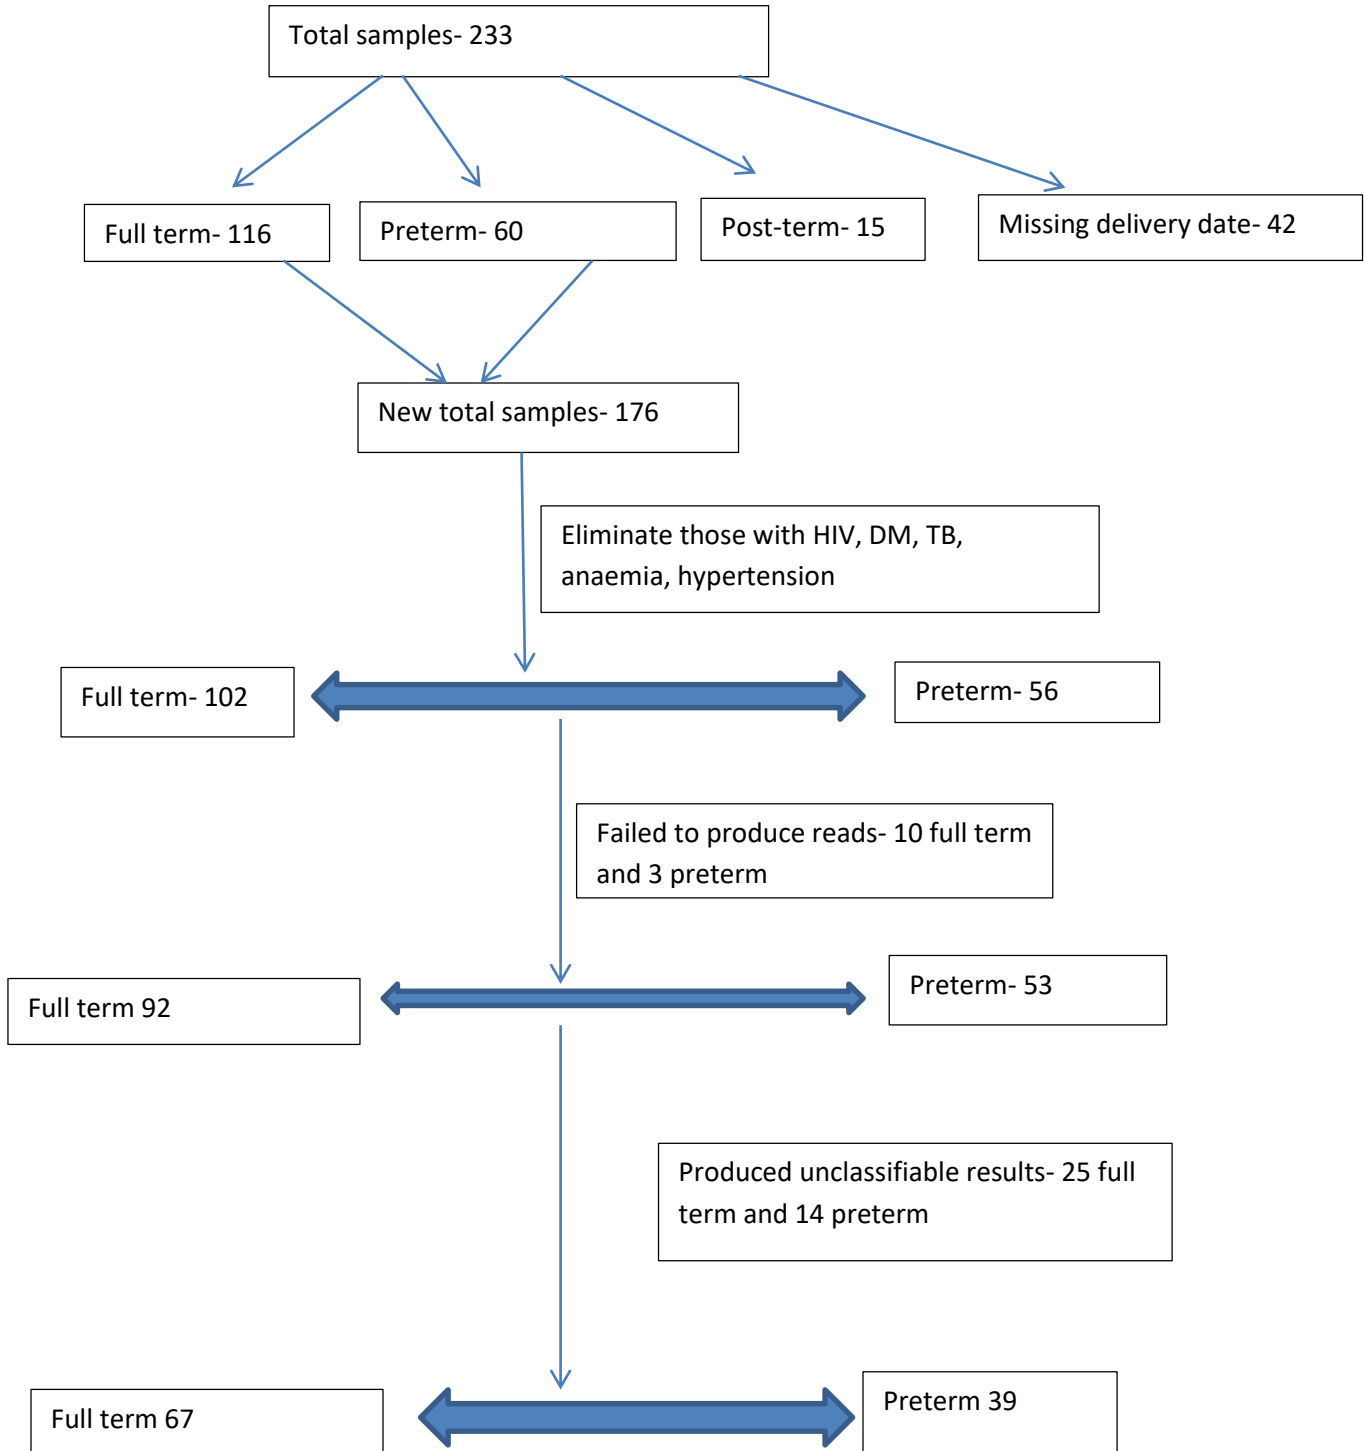 Total samples- 233
Full term- 116
Preterm- 60
Post-term- 15
Missing delivery date- 42
New total samples- 176
Eliminate those with HIV, DM, TB,
anaemia, hypertension
Full term- 102
Preterm- 56
Failed to produce reads- 10 full term
and 3 preterm
Full term 92
Preterm- 53
Produced unclassifiable results- 25 full
term and 14 preterm
Full term 67
Preterm 39